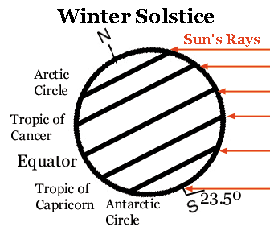 Winter Solstice
N
Sun's Rays
Arctic
Circle
Tropic of
Cancer
Equator
Tropic of
Capricorn
Antarctic
Circle
S
23.5°